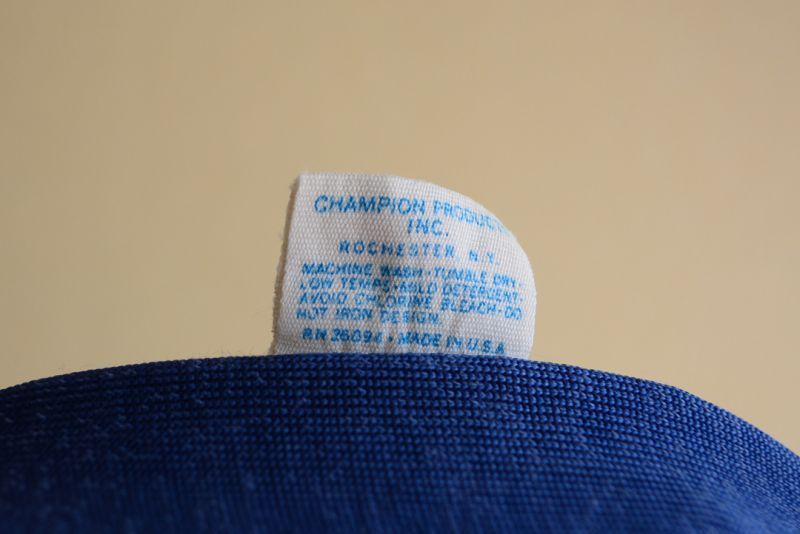 CHAMPION PRODUCTS
INC.
ROCHESTER N.Y.
MACHINE WASH-TUMBLE DRY-
LOW TEMPS-MILD DETERGENT-
AVOID CHLORINE BLEACH-DO
NOT IRON DESIGN.
RN 26094 • MADE IN U.S.A